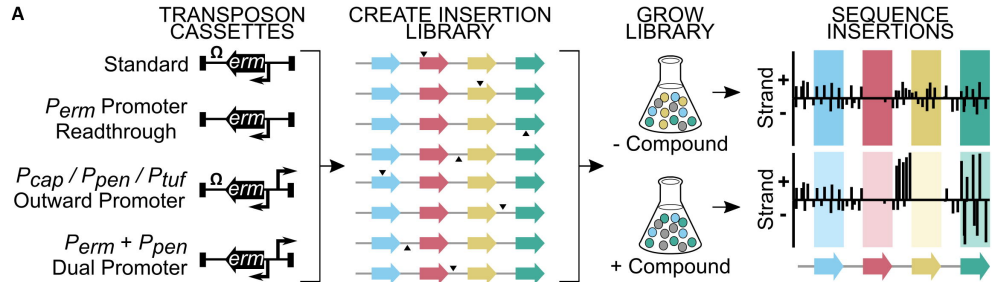 A
TRANSPOSON
CASSETTES
CREATE INSERTION
LIBRARY
GROW
LIBRARY
SEQUENCE
INSERTIONS
Standard
Ω
erm
Perm Promoter
Readthrough
erm
Pcap / Ppen / Ptuf
Outward Promoter
Ω
erm
Perm + Ppen
Dual Promoter
erm
- Compound
+ Compound
Strand
+
-
Strand
+
-